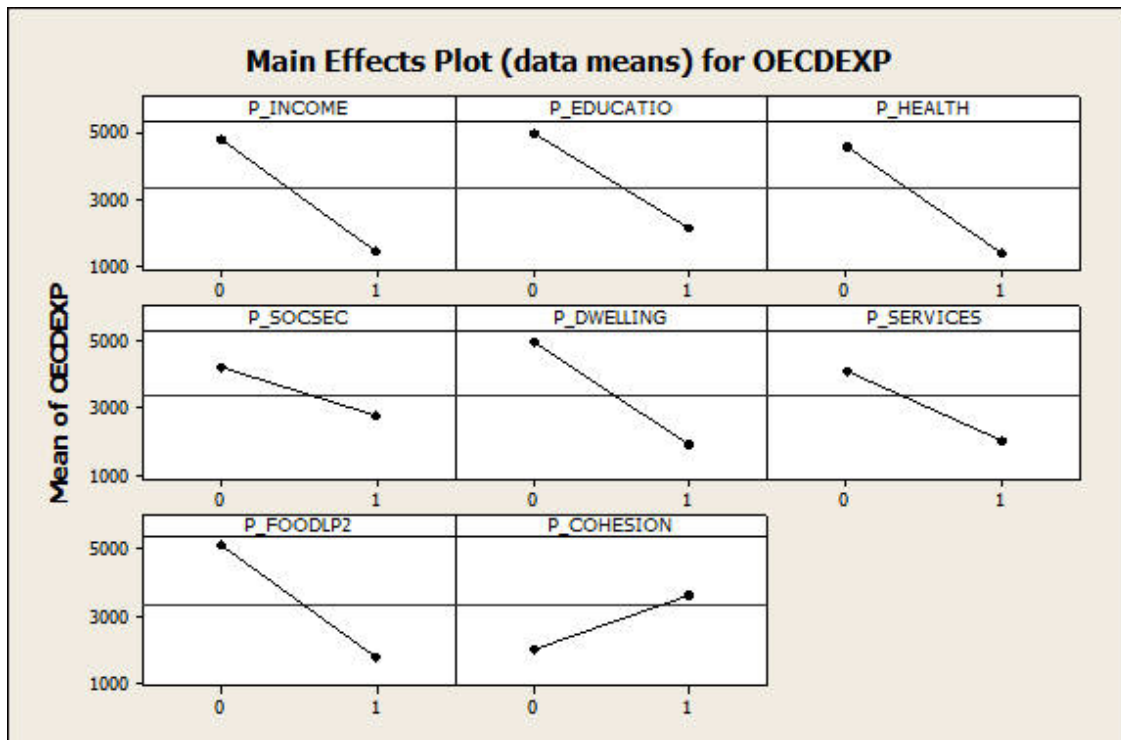 Main Effects Plot (data means) for OECDEXP
Mean of OECDEXP
P_INCOME P_EDUCATIO P_HEALTH
5000
3000
1000
0 1 0 1 0 1
P_SOCSEC P_DWELLING P_SERVICES
5000
3000
1000
0 1 0 1 0 1
P_FOODLP2 P_COHESION
5000
3000
1000
0 1 0 1